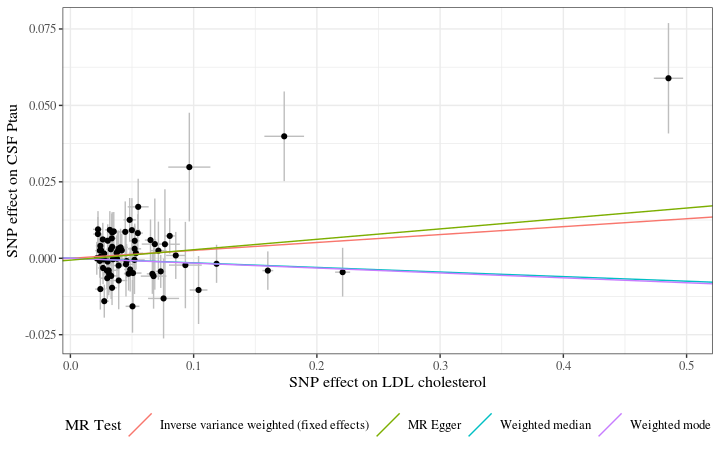 0.075
0.050
0.025
0.000
-0.025
SNP effect on CSF Ptau
0.0 0.1 0.2 0.3 0.4 0.5
SNP effect on LDL cholesterol
MR Test Inverse variance weighted (fixed effects) MR Egger Weighted median Weighted mode